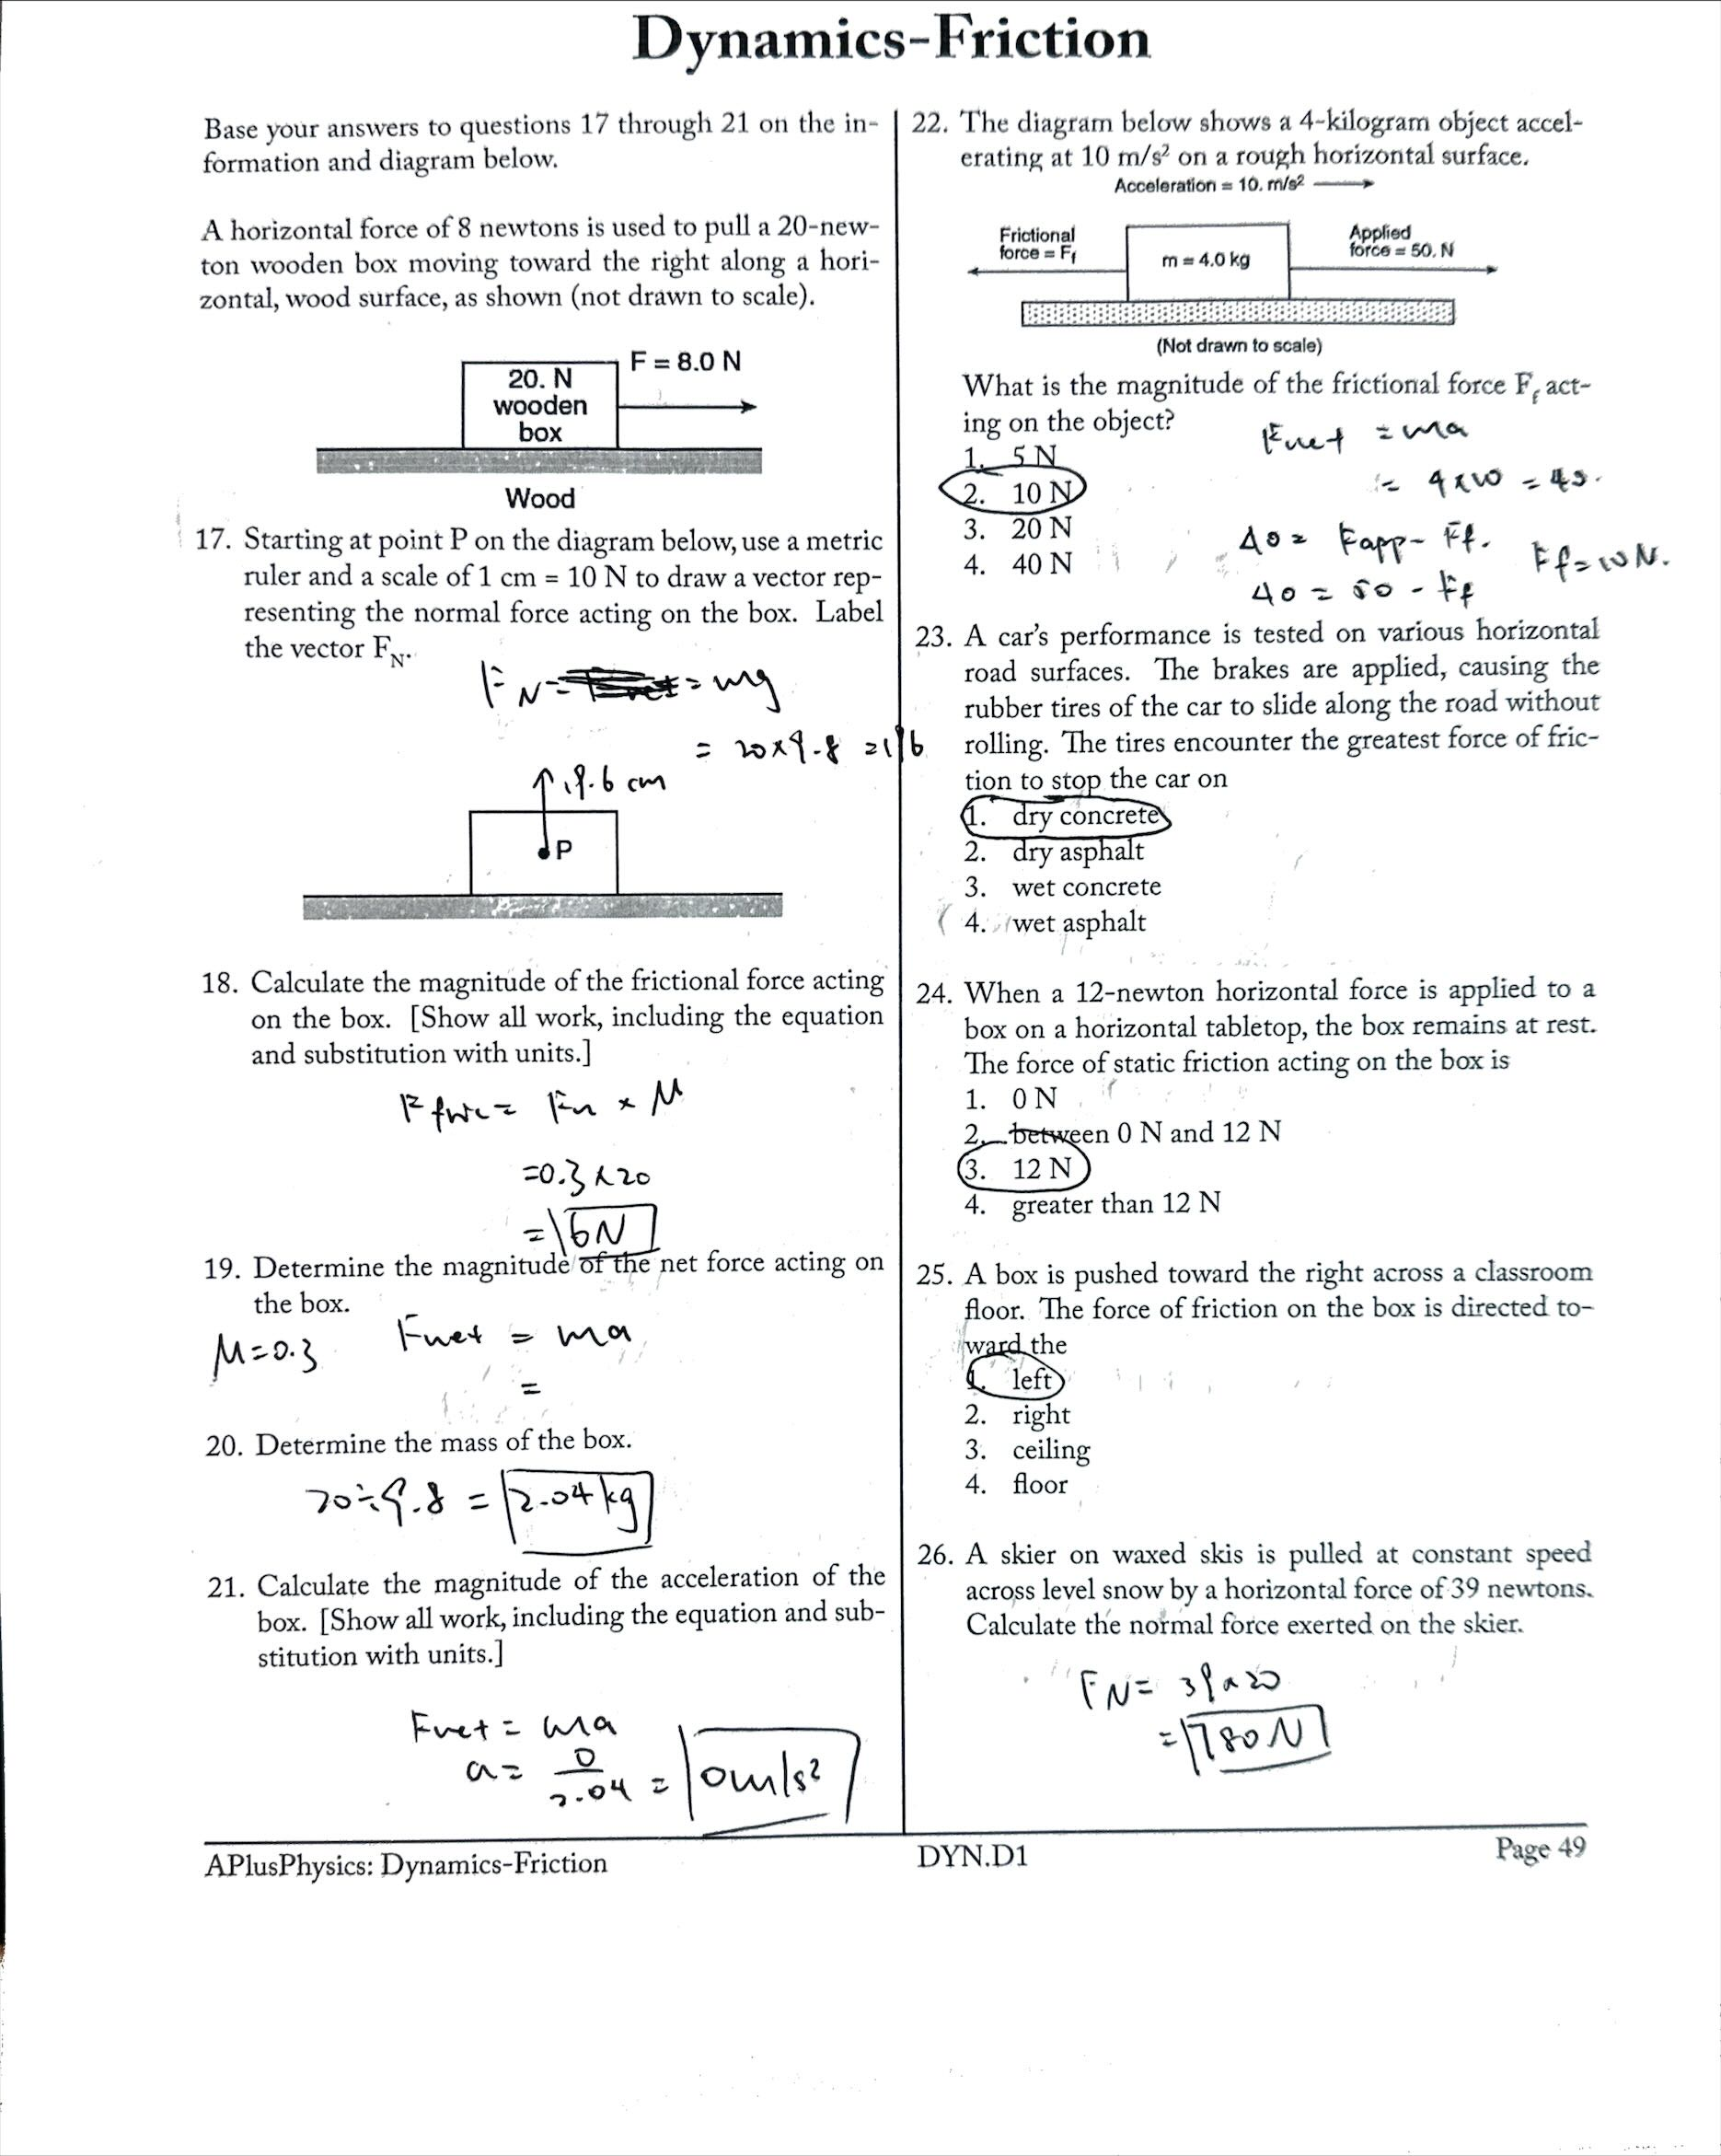 Dynamics-Friction
Base your answers to questions 17 through 21 on the in-
formation and diagram below.
A horizontal force of 8 newtons is used to pull a 20-new-
ton wooden box moving toward the right along a hori-
zontal, wood surface, as shown (not drawn to scale).
F = 8.0 N
20. N
wooden
box
Wood
17. Starting at point P on the diagram below, use a metric
ruler and a scale of 1 cm = 10 N to draw a vector rep-
resenting the normal force acting on the box. Label
the vector F_N.
F_N = = mg
= 20 x 9.8 = 196
19.6 cm
P
18. Calculate the magnitude of the frictional force acting
on the box. [Show all work, including the equation
and substitution with units.]
F fric = Fn x μ
= 0.3 x 20
= 6N
19. Determine the magnitude of the net force acting on
the box.
μ = 0.3
Fnet = ma
=
20. Determine the mass of the box.
20 ÷ 9.8 = 2.04 kg
21. Calculate the magnitude of the acceleration of the
box. [Show all work, including the equation and sub-
stitution with units.]
Fnet = ma
a = 0/2.04 = 0 m/s²
22. The diagram below shows a 4-kilogram object accel-
erating at 10 m/s² on a rough horizontal surface.
Acceleration = 10. m/s²
Frictional
force = F_f
m = 4.0 kg
Applied
force = 50. N
(Not drawn to scale)
What is the magnitude of the frictional force F_f act-
ing on the object?
1. 5 N
2. 10 N
3. 20 N
4. 40 N
Fnet = ma
= 4 x 10 = 40.
40 = Fapp - Ff.
40 = 50 - Ff
Ff = 10 N.
23. A car's performance is tested on various horizontal
road surfaces. The brakes are applied, causing the
rubber tires of the car to slide along the road without
rolling. The tires encounter the greatest force of fric-
tion to stop the car on
1. dry concrete
2. dry asphalt
3. wet concrete
4. wet asphalt
24. When a 12-newton horizontal force is applied to a
box on a horizontal tabletop, the box remains at rest.
The force of static friction acting on the box is
1. 0 N
2. between 0 N and 12 N
3. 12 N
4. greater than 12 N
25. A box is pushed toward the right across a classroom
floor. The force of friction on the box is directed to-
ward the
1. left
2. right
3. ceiling
4. floor
26. A skier on waxed skis is pulled at constant speed
across level snow by a horizontal force of 39 newtons.
Calculate the normal force exerted on the skier.
F_N = 39 x 20
= 780 N
APlusPhysics: Dynamics-Friction
DYN.D1
Page 49